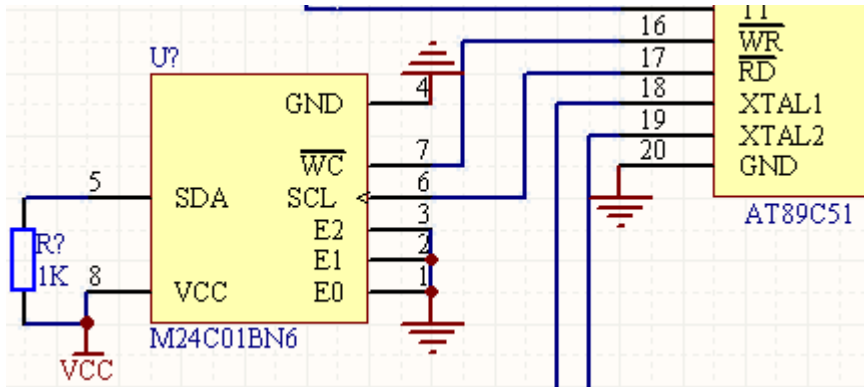 U?
4
GND
7
WC
5
6
SDA
SCL
3
E2
2
E1
1
E0
R?
1K
8
VCC
M24C01BN6
VCC
T1
16
WR
17
RD
18
XTAL1
19
XTAL2
20
GND
AT89C51